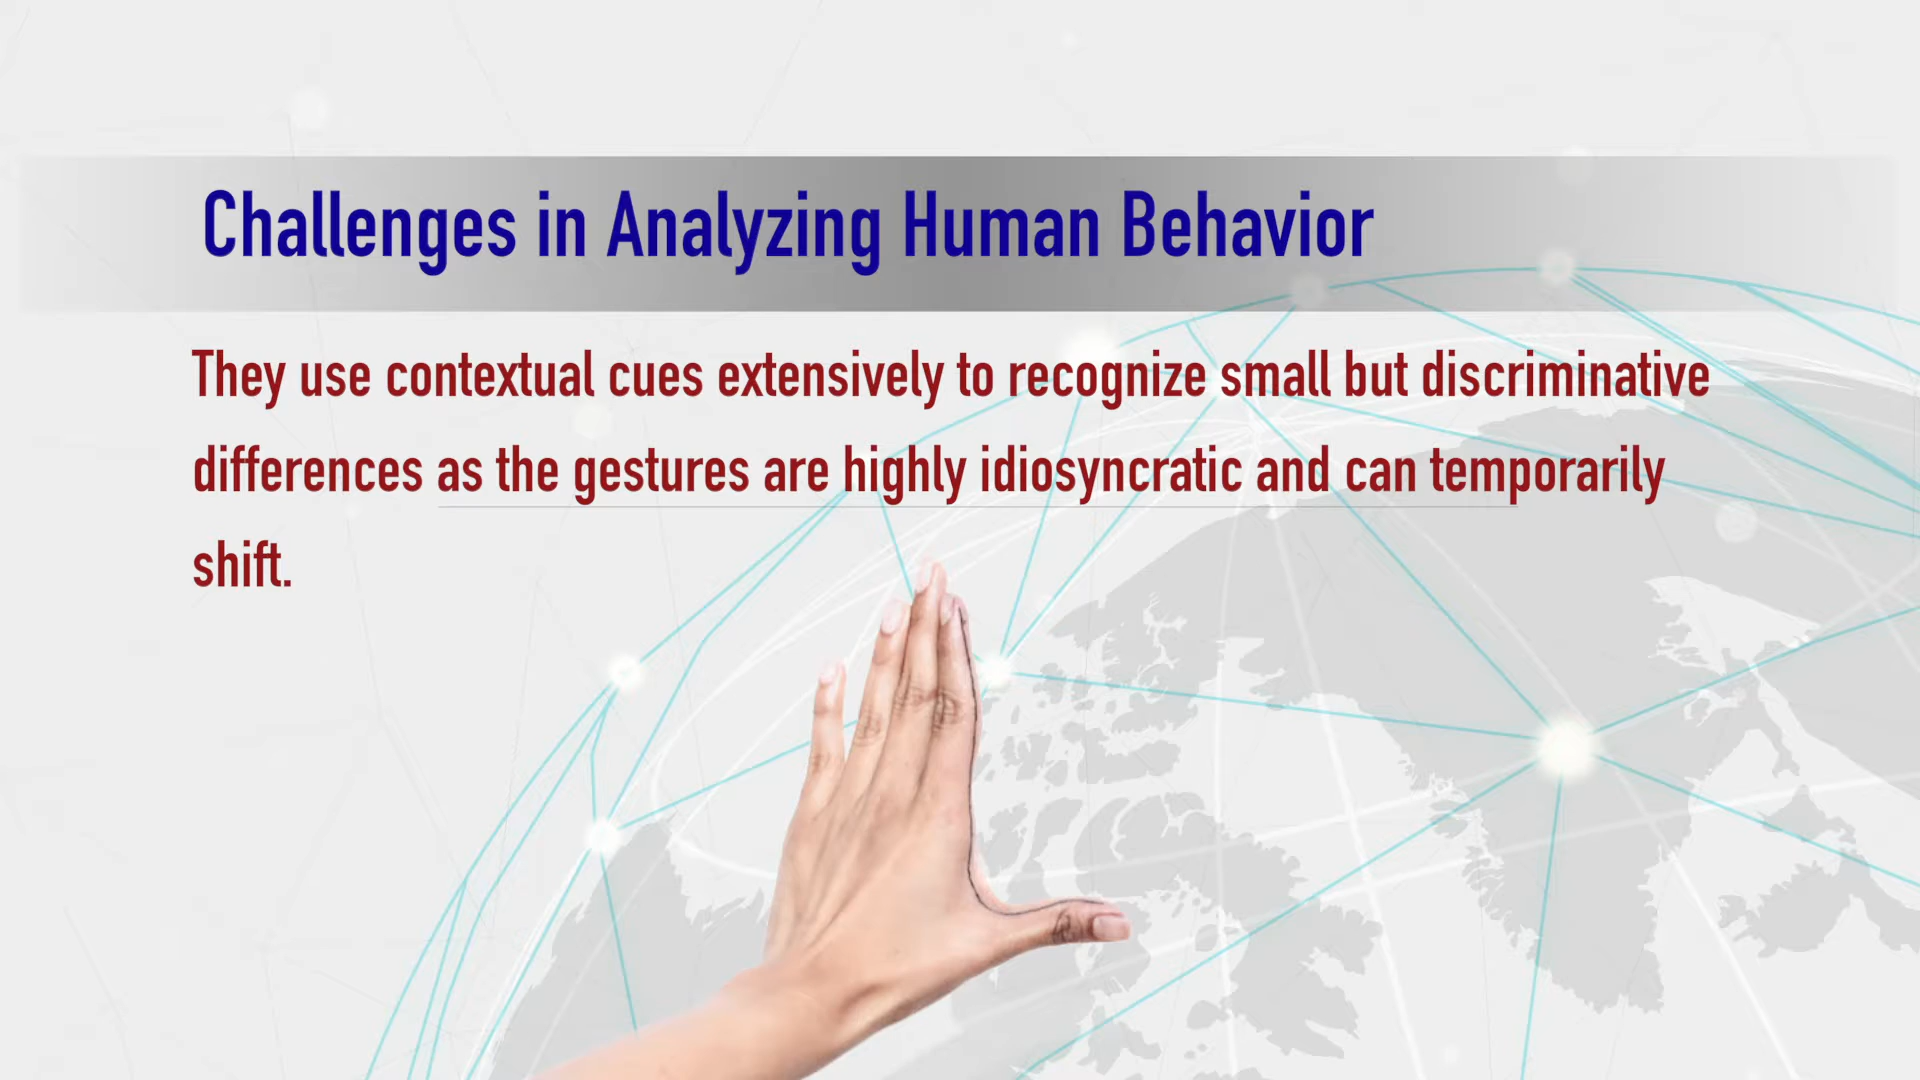 Challenges in Analyzing Human Behavior
They use contextual cues extensively to recognize small but discriminative
differences as the gestures are highly idiosyncratic and can temporarily
shift.